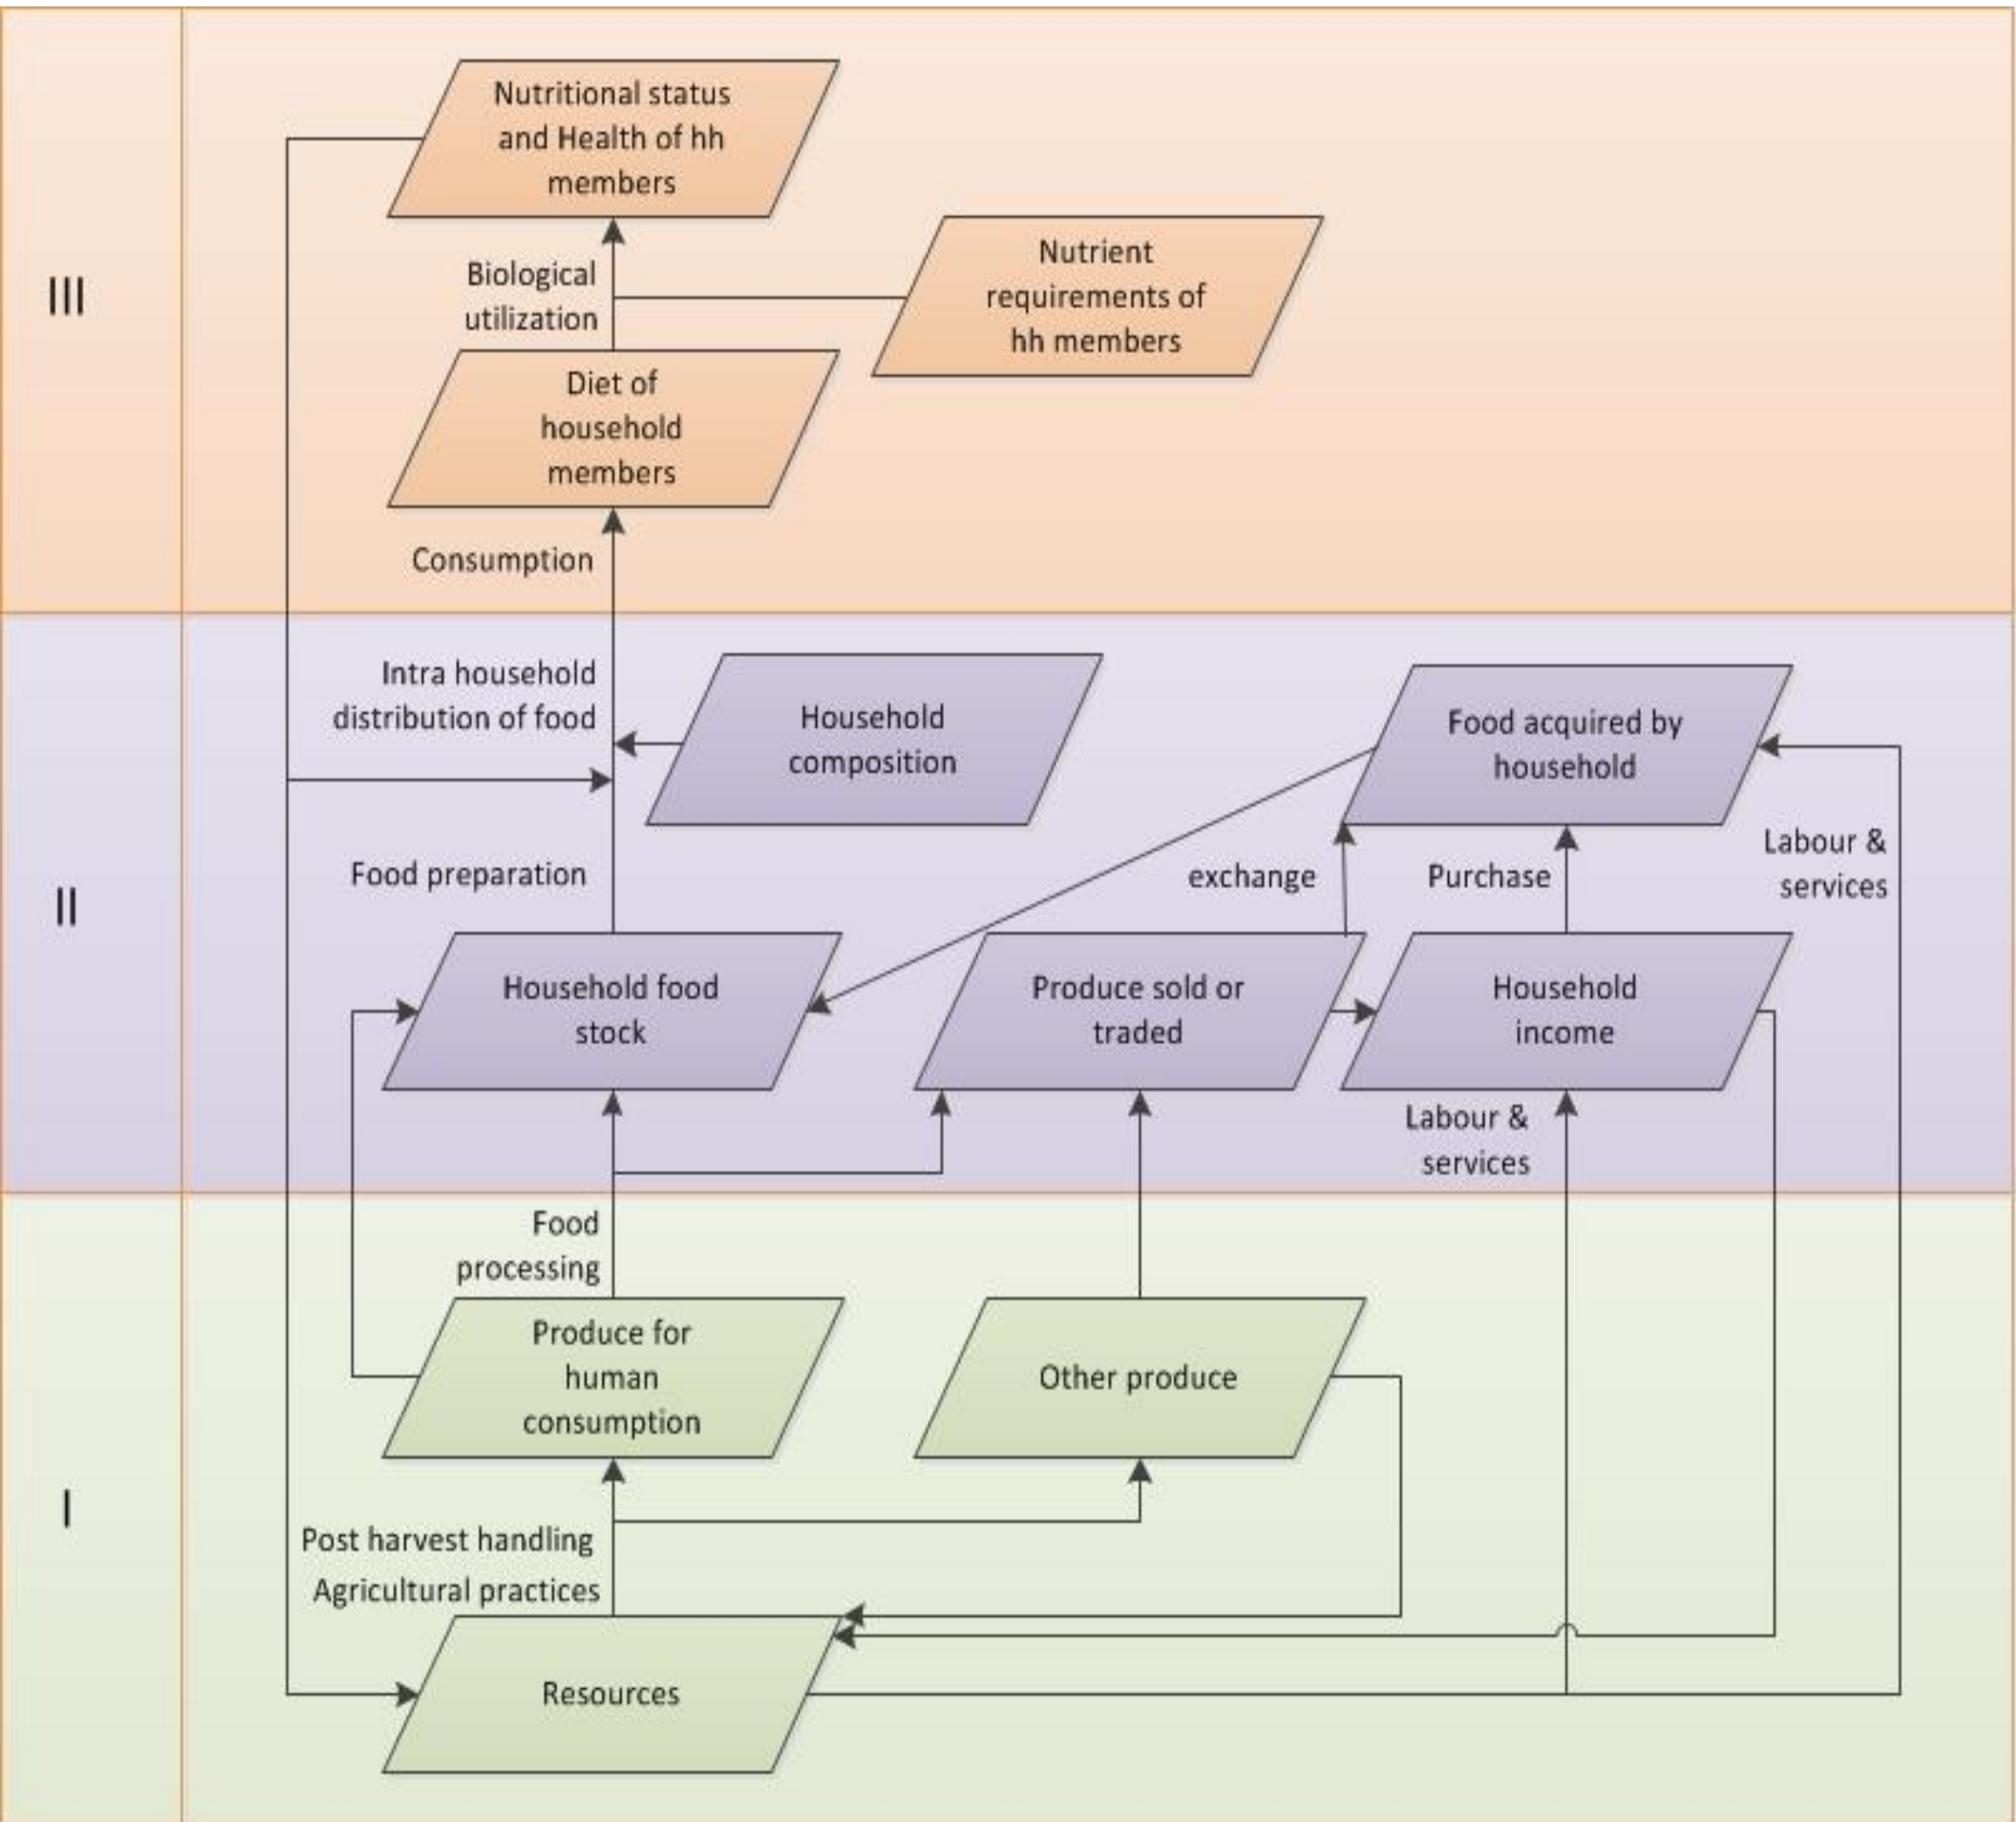 III
Nutritional status
and Health of hh
members
Biological
utilization
Nutrient
requirements of
hh members
Diet of
household
members
Consumption
II
Intra household
distribution of food
Household
composition
Food acquired by
household
Food preparation
exchange
Purchase
Labour &
services
Household food
stock
Produce sold or
traded
Household
income
Labour &
services
I
Food
processing
Produce for
human
consumption
Other produce
Post harvest handling
Agricultural practices
Resources